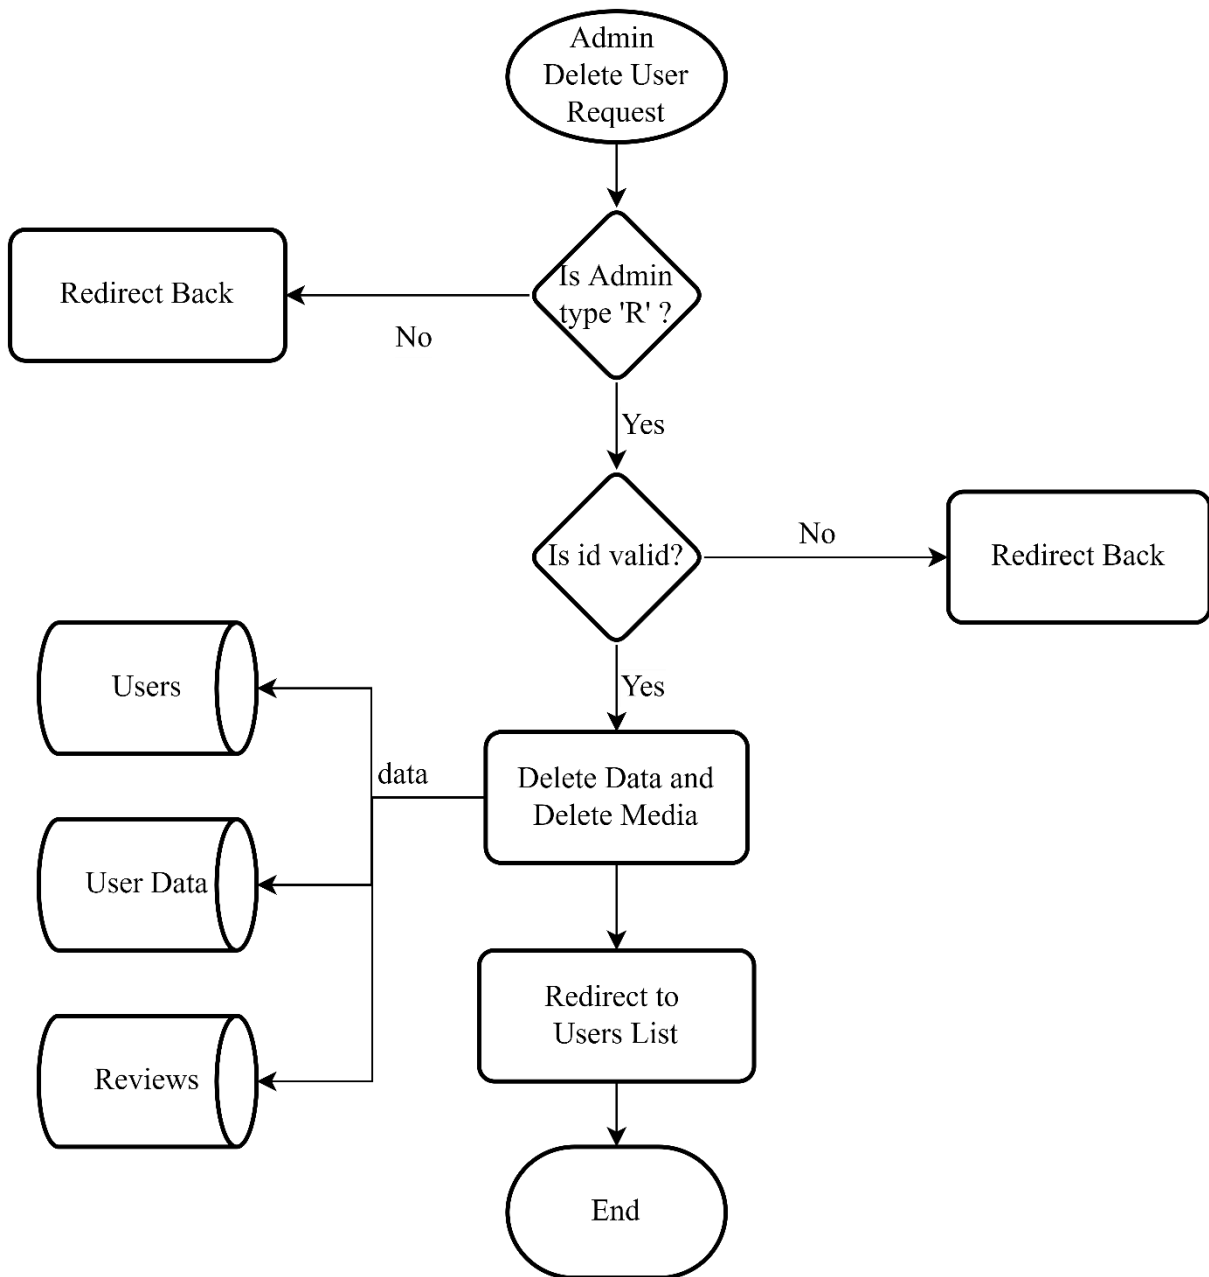 Admin
Delete User
Request
Is Admin
type 'R' ?
Redirect Back
No
Yes
Is id valid?
No
Redirect Back
Yes
Users
data
Delete Data and
Delete Media
User Data
Redirect to
Users List
Reviews
End